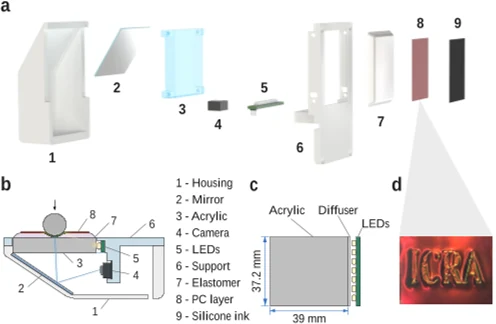 a
8
9
2
3
4
5
6
7
1
b
8
7
6
5
4
3
2
1
1 - Housing
2 - Mirror
3 - Acrylic
4 - Camera
5 - LEDs
6 - Support
7 - Elastomer
8 - PC layer
9 - Silicone ink
c
Acrylic
Diffuser
LEDs
37.2 mm
39 mm
d
ICRA